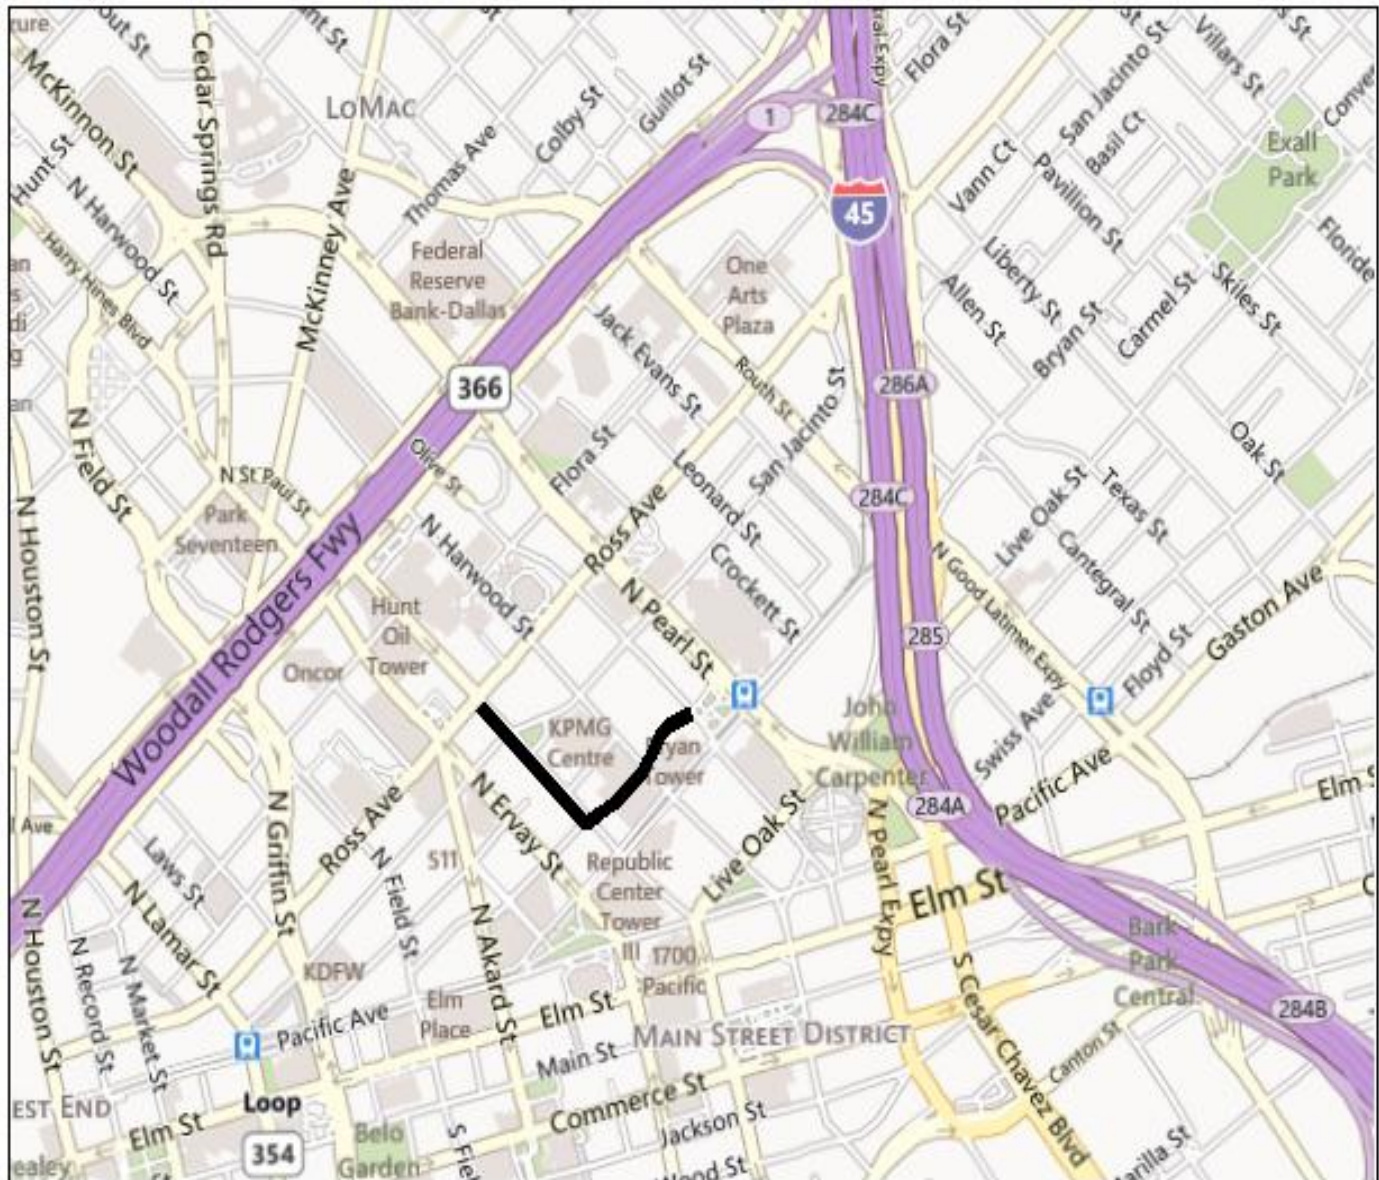 McKinnon St
Cedar Springs Rd
LoMac
Guillot St
Colby St
Thomas Ave
McKinney Ave
1
284C
Flora St
San Jacinto St
Villars St
Basil Ct
Exall
Park
Vann Ct
Pavillion St
45
Hunt St
N Harwood St
Harry Hines Blvd
Federal
Reserve
Bank-Dallas
One
Arts
Plaza
Liberty St
Allen St
Bryan St
Carmel St
Skiles St
366
Jack Evans St
Routh St
286A
N Field St
Olive St
Flora St
San Jacinto St
Leonard St
Oak St
N St Paul St
Park
Seventeen
N Harwood St
Ross Ave
284C
Live Oak St
Texas St
Crockett St
N Houston St
Woodall Rodgers Fwy
Hunt
Oil
Tower
Oncor
N Pearl St
285
N Good Latimer Expy
Cantegral St
Floyd St
Gaston Ave
KPMG
Centre
Bryan
Tower
John
William
Carpenter
Swiss Ave
Pacific Ave
284A
N Ervay St
Ross Ave
N Griffin St
Live Oak St
Elm St
Laws St
N Lamar St
N Field St
511
Republic
Center
Tower
III
1700
Pacific
N Pearl Expy
Elm St
N Houston St
N Record St
N Market St
KDFW
N Akard St
Elm
Place
Pacific Ave
Elm St
Main St
Main Street District
S Cesar Chavez Blvd
Bark
Park
Central
284B
Canton St
Commerce St
Jackson St
Elm St
Loop
354
Belo
Garden
Wood St